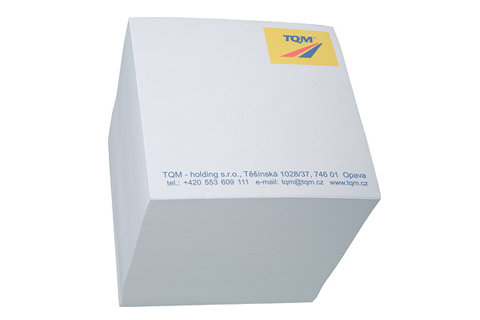 TQM®
TQM - holding s.r.o., Těšínská 1028/37, 746 01 Opava
tel.: +420 553 609 111 e-mail: tqm@tqm.cz www.tqm.cz